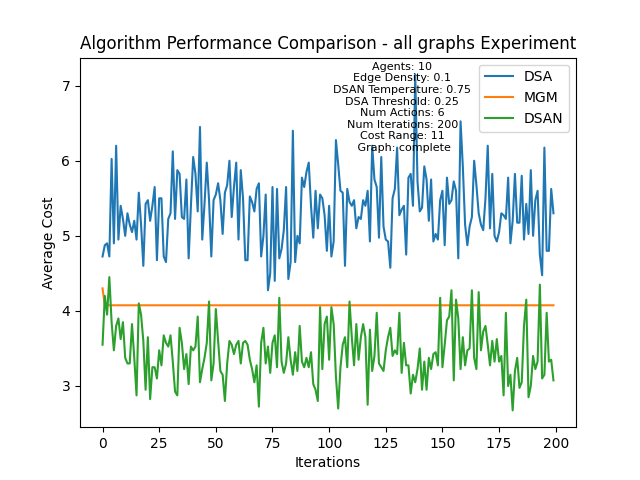 Algorithm Performance Comparison - all graphs Experiment
Agents: 10
Edge Density: 0.1
DSAN Temperature: 0.75
DSA Threshold: 0.25
Num Actions: 6
Num Iterations: 200
Cost Range: 11
Graph: complete
DSA
MGM
DSAN
Average Cost
7
6
5
4
3
0
25
50
75
100
125
150
175
200
Iterations